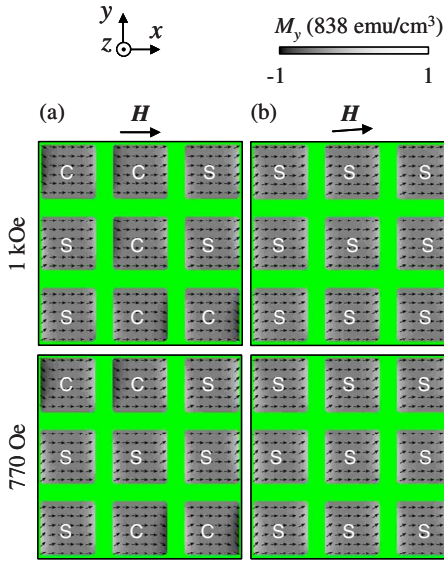 y
M_y (838 emu/cm³)
z x
-1 1
(a) H (b) H
1 kOe
C C S S S S
S C S S S S
S C C S S S
770 Oe
C C S S S S
S S S S S S
S C C S S S